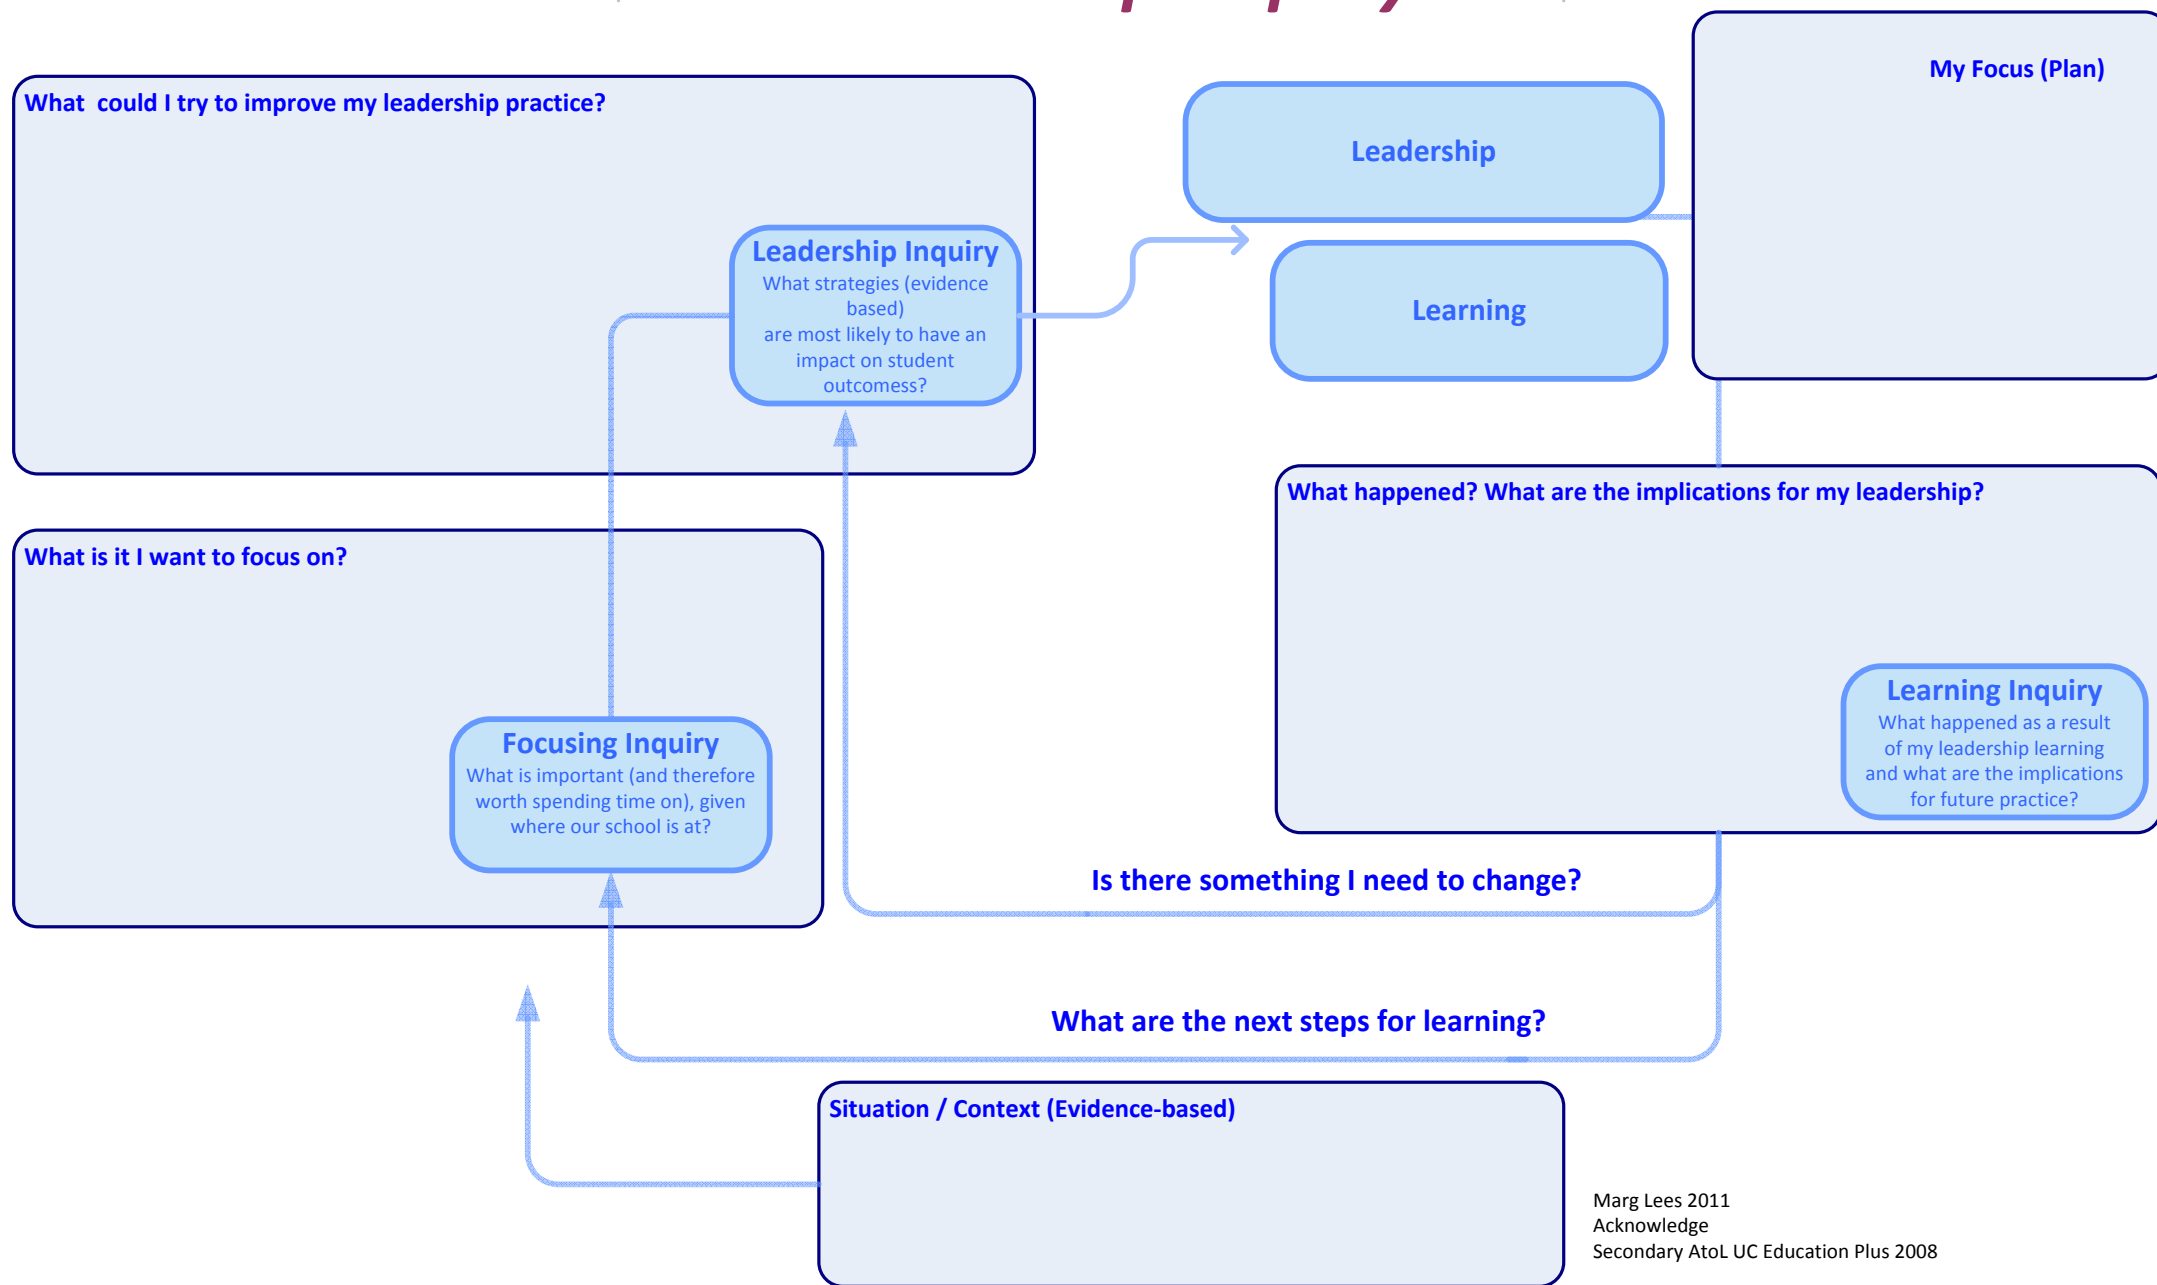 My Focus (Plan)
What could I try to improve my leadership practice?
Leadership
Leadership Inquiry
What strategies (evidence
based)
are most likely to have an
impact on student
outcomess?
Learning
What happened? What are the implications for my leadership?
What is it I want to focus on?
Learning Inquiry
What happened as a result
of my leadership learning
and what are the implications
for future practice?
Focusing Inquiry
What is important (and therefore
worth spending time on), given
where our school is at?
Is there something I need to change?
What are the next steps for learning?
Situation / Context (Evidence-based)
Marg Lees 2011
Acknowledge
Secondary AtoL UC Education Plus 2008